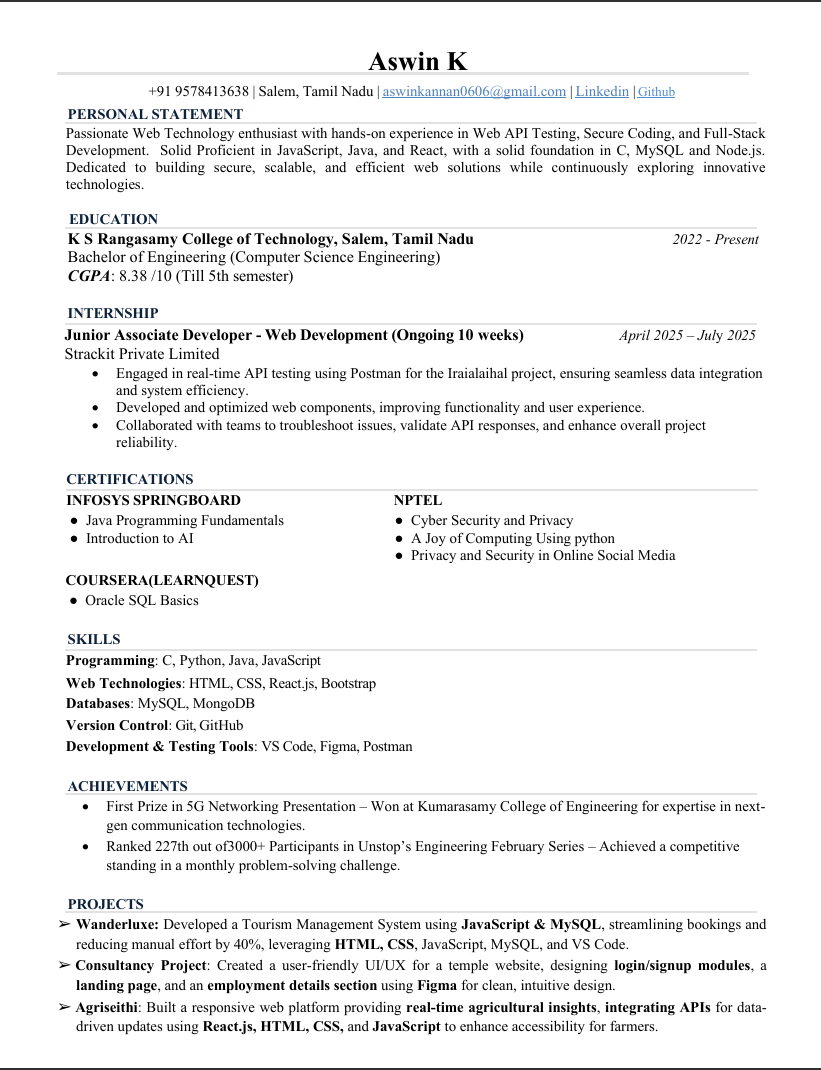 Aswin K
+91 9578413638 | Salem, Tamil Nadu | aswinkannan0606@gmail.com | Linkedin | Github
PERSONAL STATEMENT
Passionate Web Technology enthusiast with hands-on experience in Web API Testing, Secure Coding, and Full-Stack
Development. Solid Proficient in JavaScript, Java, and React, with a solid foundation in C, MySQL and Node.js.
Dedicated to building secure, scalable, and efficient web solutions while continuously exploring innovative
technologies.
EDUCATION
K S Rangasamy College of Technology, Salem, Tamil Nadu 2022 - Present
Bachelor of Engineering (Computer Science Engineering)
CGPA: 8.38 /10 (Till 5th semester)
INTERNSHIP
Junior Associate Developer - Web Development (Ongoing 10 weeks) April 2025 – July 2025
Strackit Private Limited
• Engaged in real-time API testing using Postman for the Iraialaihal project, ensuring seamless data integration
and system efficiency.
• Developed and optimized web components, improving functionality and user experience.
• Collaborated with teams to troubleshoot issues, validate API responses, and enhance overall project
reliability.
CERTIFICATIONS
INFOSYS SPRINGBOARD
● Java Programming Fundamentals
● Introduction to AI
NPTEL
● Cyber Security and Privacy
● A Joy of Computing Using python
● Privacy and Security in Online Social Media
COURSERA(LEARNQUEST)
● Oracle SQL Basics
SKILLS
Programming: C, Python, Java, JavaScript
Web Technologies: HTML, CSS, React.js, Bootstrap
Databases: MySQL, MongoDB
Version Control: Git, GitHub
Development & Testing Tools: VS Code, Figma, Postman
ACHIEVEMENTS
• First Prize in 5G Networking Presentation – Won at Kumarasamy College of Engineering for expertise in next-
gen communication technologies.
• Ranked 227th out of3000+ Participants in Unstop’s Engineering February Series – Achieved a competitive
standing in a monthly problem-solving challenge.
PROJECTS
➢ Wanderluxe: Developed a Tourism Management System using JavaScript & MySQL, streamlining bookings and
reducing manual effort by 40%, leveraging HTML, CSS, JavaScript, MySQL, and VS Code.
➢ Consultancy Project: Created a user-friendly UI/UX for a temple website, designing login/signup modules, a
landing page, and an employment details section using Figma for clean, intuitive design.
➢ Agriseithi: Built a responsive web platform providing real-time agricultural insights, integrating APIs for data-
driven updates using React.js, HTML, CSS, and JavaScript to enhance accessibility for farmers.